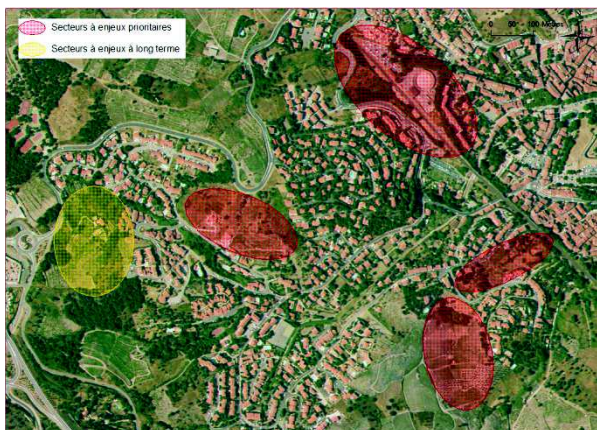 Secteurs à enjeux prioritaires
Secteurs à enjeux à long terme
0 50 100 Mètres